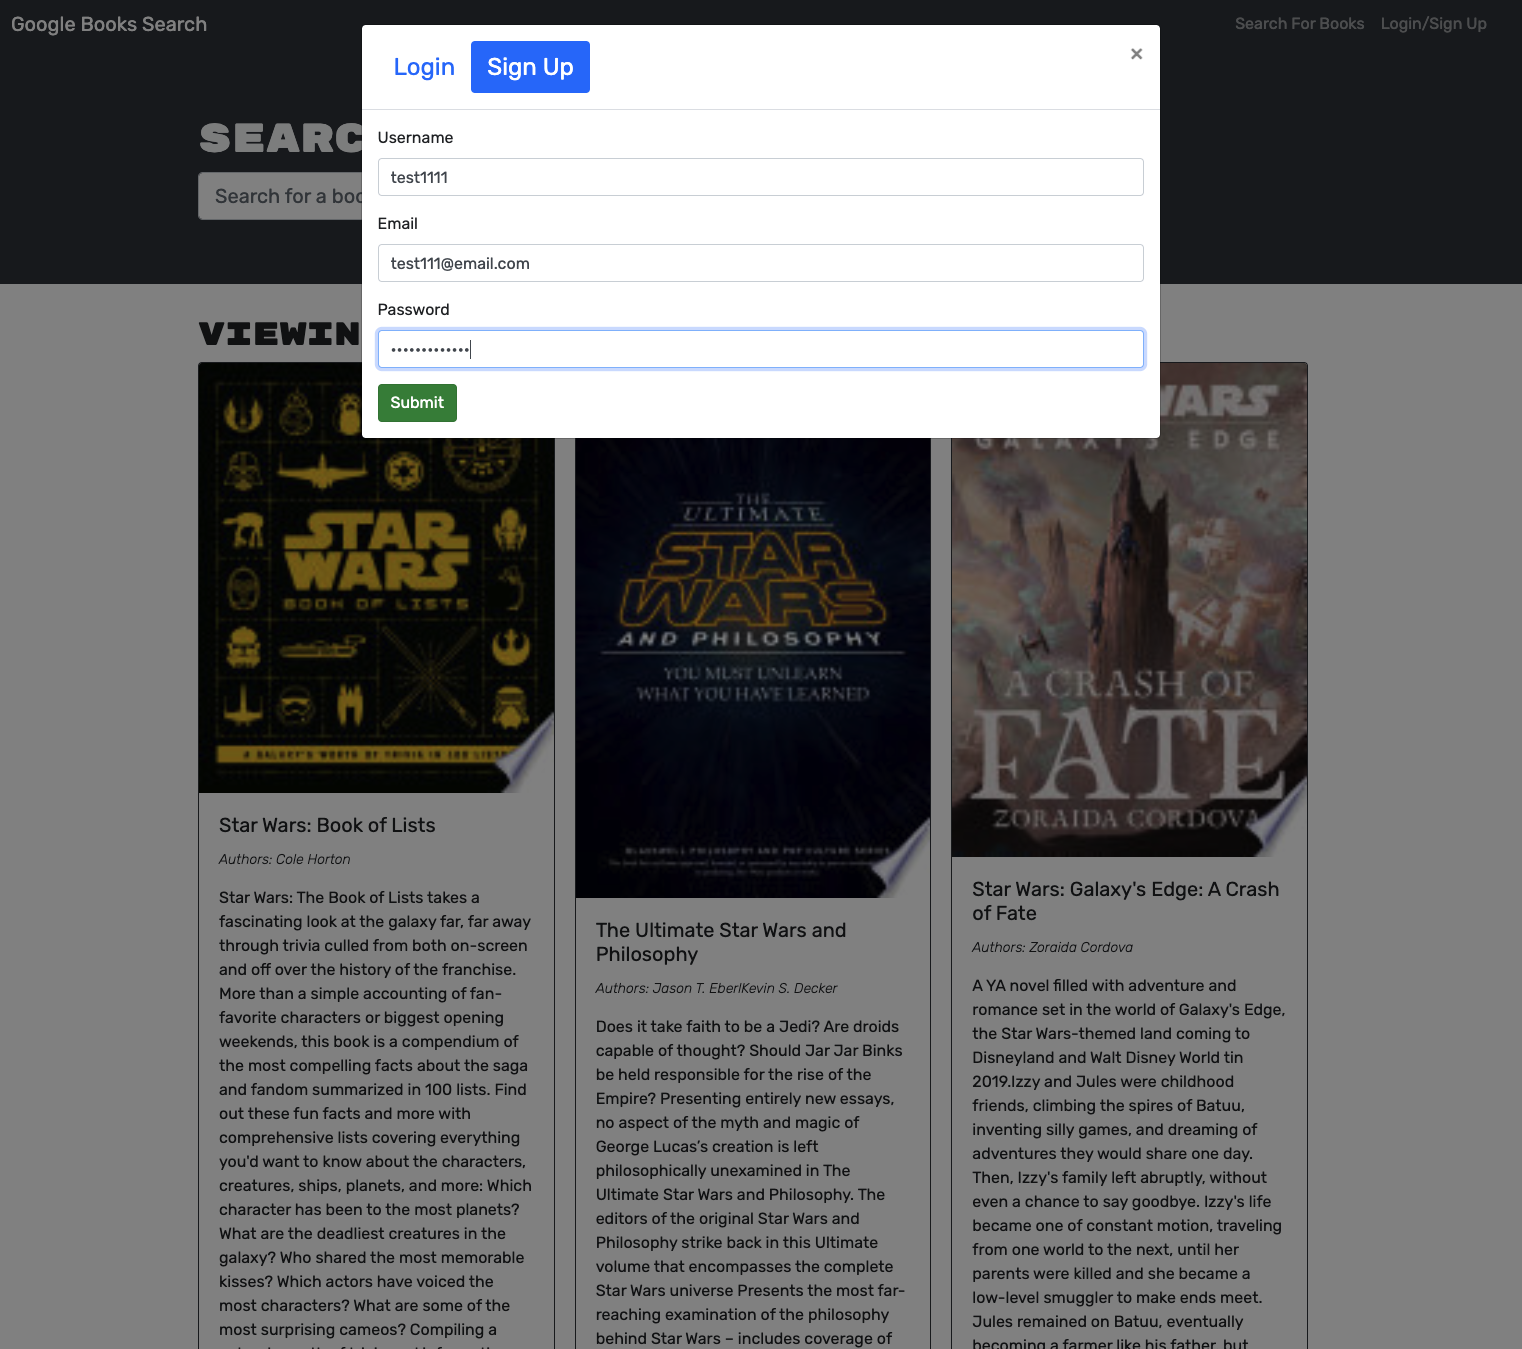 Google Books Search
Search For Books
Login/Sign Up
Login
Sign Up
×
SEARC
Search for a boo
Username
test1111
Email
test111@email.com
Password
•••••••••••••
Submit
VIEWIN
STAR
WARS
BOOK OF LISTS
Star Wars: Book of Lists
Authors: Cole Horton
Star Wars: The Book of Lists takes a
fascinating look at the galaxy far, far away
through trivia culled from both on-screen
and off over the history of the franchise.
More than a simple accounting of fan-
favorite characters or biggest opening
weekends, this book is a compendium of
the most compelling facts about the saga
and fandom summarized in 100 lists. Find
out these fun facts and more with
comprehensive lists covering everything
you'd want to know about the characters,
creatures, ships, planets, and more: Which
character has been to the most planets?
What are the deadliest creatures in the
galaxy? Who shared the most memorable
kisses? Which actors have voiced the
most characters? What are some of the
most surprising cameos? Compiling a
THE
ULTIMATE
STAR
WARS
AND PHILOSOPHY
YOU MUST UNLEARN
WHAT YOU HAVE LEARNED
BLACKWELL PHILOSOPHY AND POP CULTURE SERIES
The Ultimate Star Wars and
Philosophy
Authors: Jason T. EberlKevin S. Decker
Does it take faith to be a Jedi? Are droids
capable of thought? Should Jar Jar Binks
be held responsible for the rise of the
Empire? Presenting entirely new essays,
no aspect of the myth and magic of
George Lucas’s creation is left
philosophically unexamined in The
Ultimate Star Wars and Philosophy. The
editors of the original Star Wars and
Philosophy strike back in this Ultimate
volume that encompasses the complete
Star Wars universe Presents the most far-
reaching examination of the philosophy
behind Star Wars – includes coverage of
WARS
GALAXY'S EDGE
A CRASH OF
FATE
ZORAIDA CORDOVA
Star Wars: Galaxy's Edge: A Crash
of Fate
Authors: Zoraida Cordova
A YA novel filled with adventure and
romance set in the world of Galaxy's Edge,
the Star Wars-themed land coming to
Disneyland and Walt Disney World tin
2019.Izzy and Jules were childhood
friends, climbing the spires of Batuu,
inventing silly games, and dreaming of
adventures they would share one day.
Then, Izzy's family left abruptly, without
even a chance to say goodbye. Izzy's life
became one of constant motion, traveling
from one world to the next, until her
parents were killed and she became a
low-level smuggler to make ends meet.
Jules remained on Batuu, eventually
becoming a farmer like his father, but